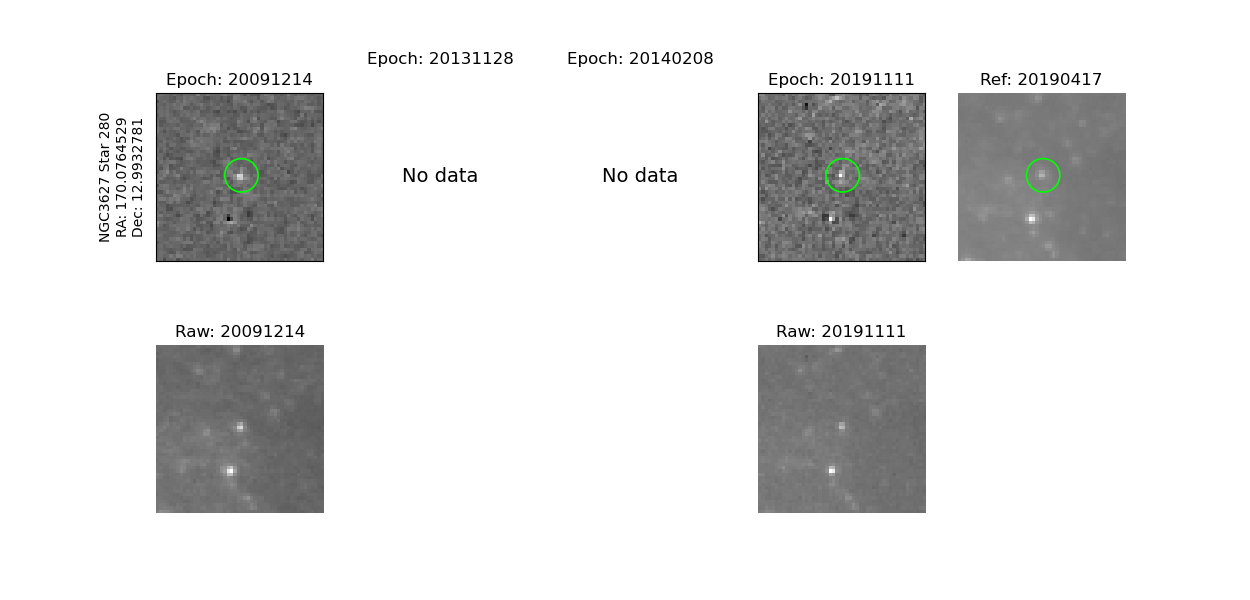 Epoch: 20131128
Epoch: 20140208
Epoch: 20091214
Epoch: 20191111
Ref: 20190417
NGC3627 Star 280
RA: 170.0764529
Dec: 12.9932781
No data
No data
Raw: 20091214
Raw: 20191111